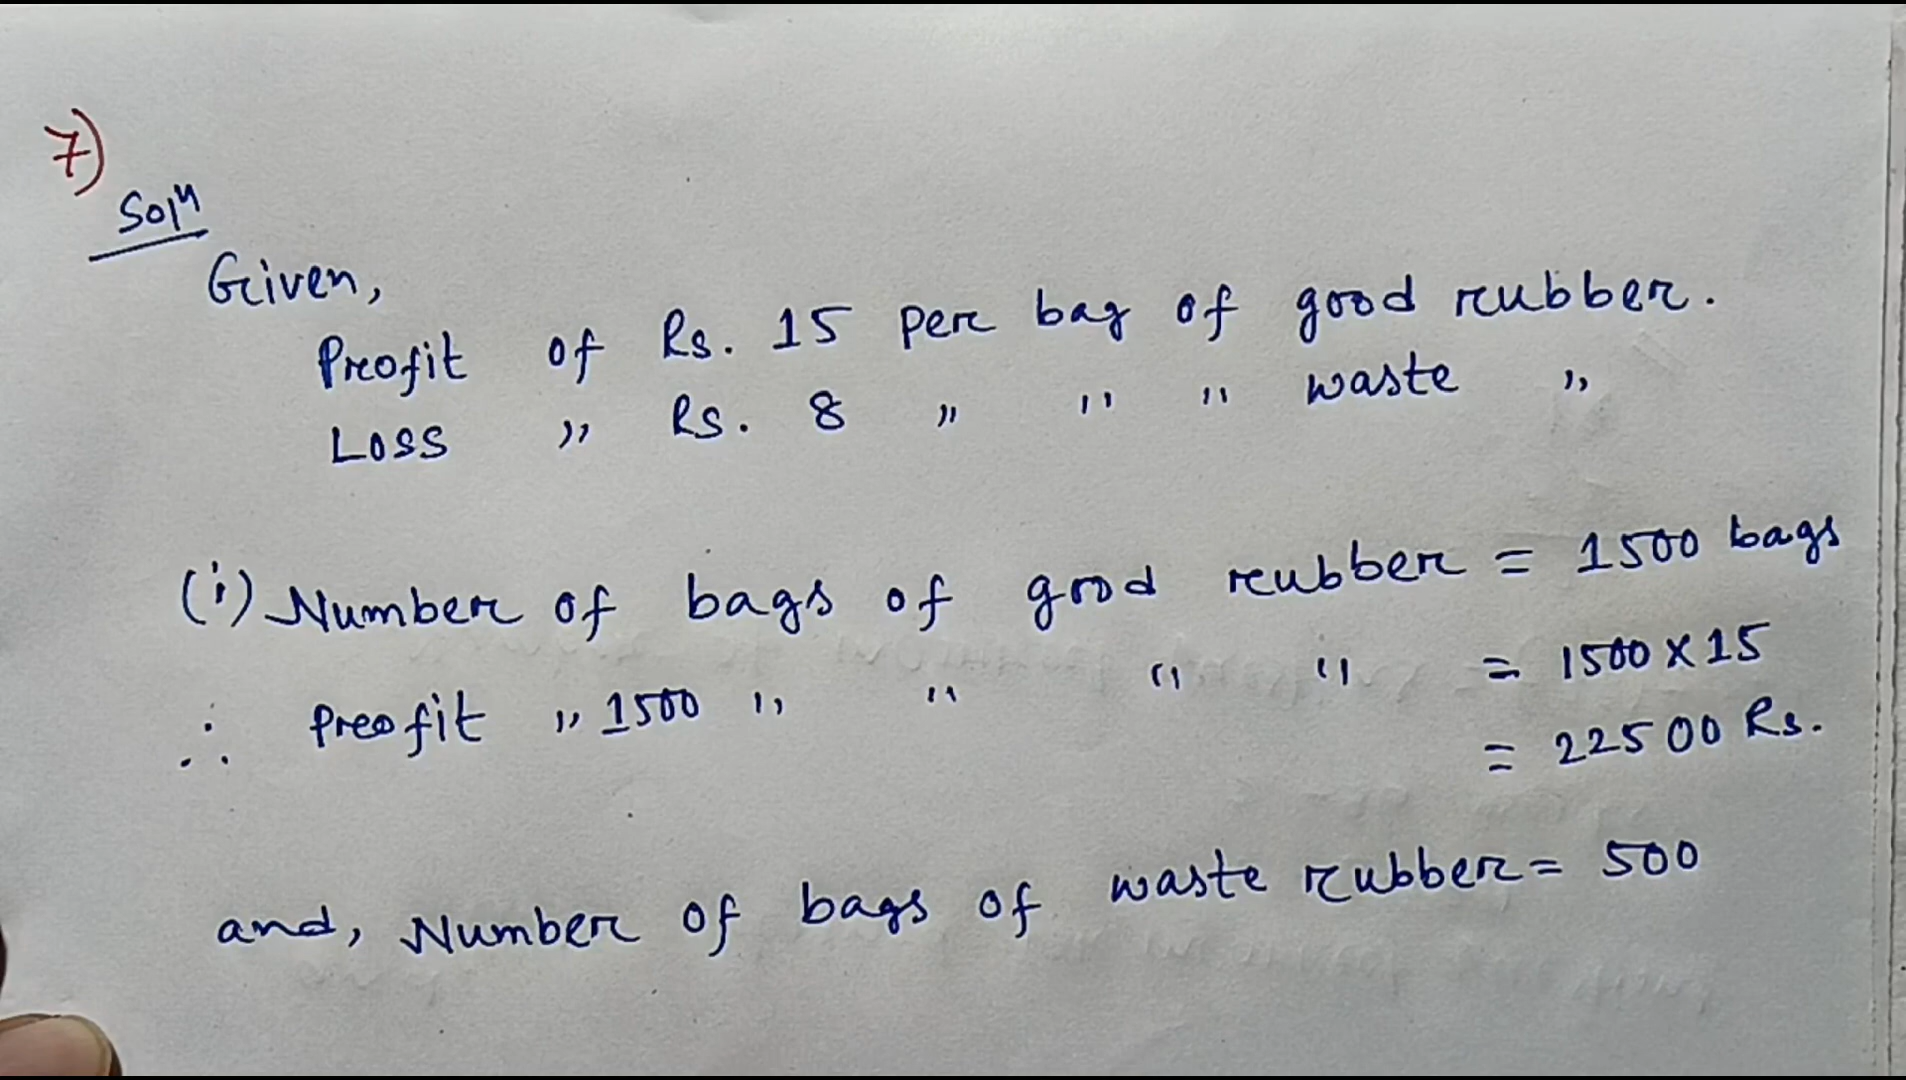 7)
Solⁿ
Given,
Profit of Rs. 15 per bag of good rubber.
Loss ,, Rs. 8 ,, ,, ,, waste ,,
(i) Number of bags of good rubber = 1500 bags
∴ Profit ,, 1500 ,, ,, ,, ,, = 1500 x 15
= 22500 Rs.
and, Number of bags of waste rubber = 500